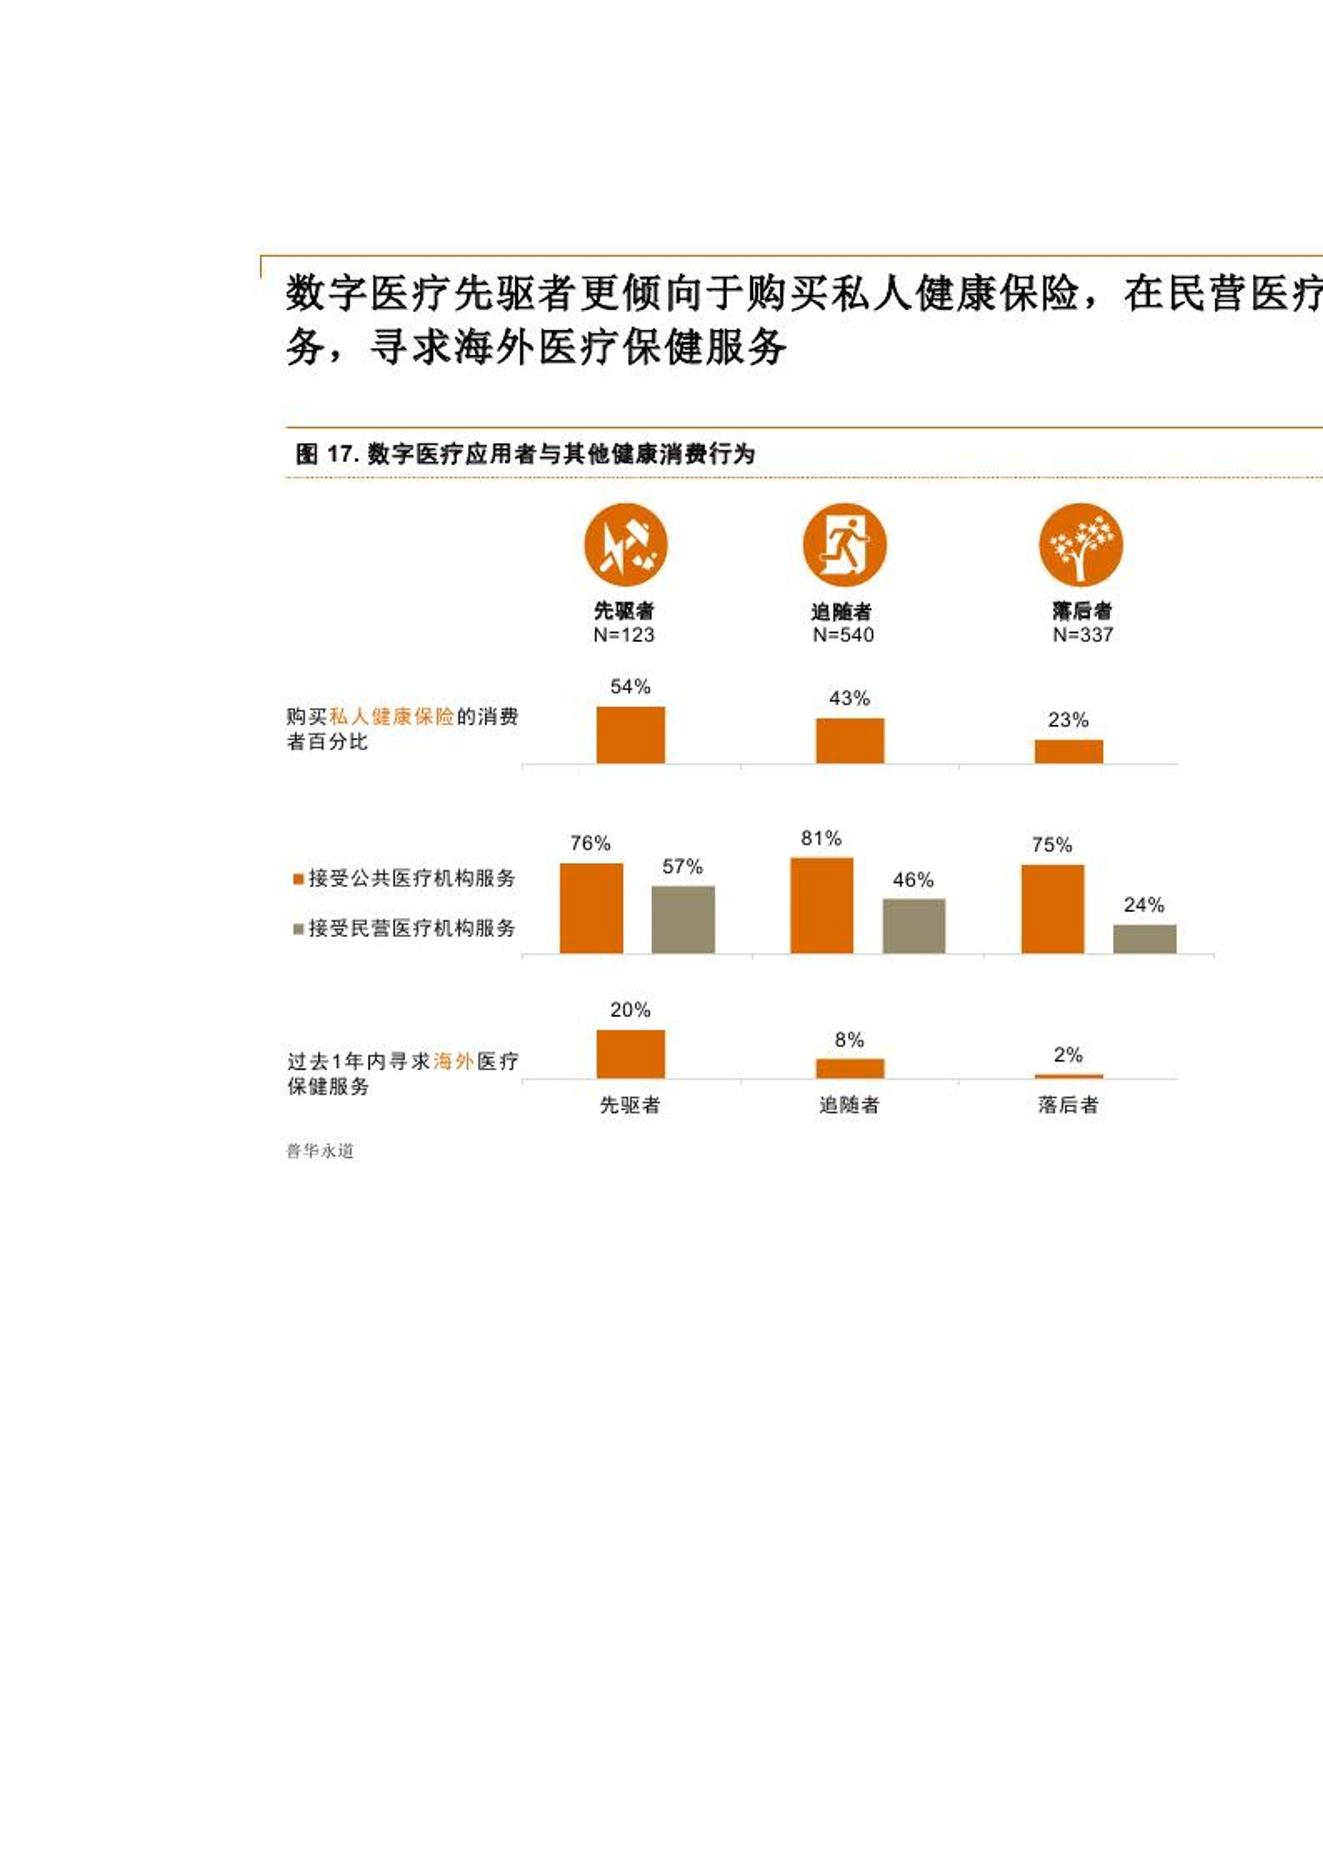 数字医疗先驱者更倾向于购买私人健康保险，在民营医疗
务，寻求海外医疗保健服务
图 17. 数字医疗应用者与其他健康消费行为
先驱者 追随者 落后者
N=123 N=540 N=337
54% 43% 23%
购买私人健康保险的消费
者百分比
76% 57% 81% 46% 75% 24%
接受公共医疗机构服务
接受民营医疗机构服务
20% 8% 2%
过去1年内寻求海外医疗
保健服务
先驱者 追随者 落后者
普华永道